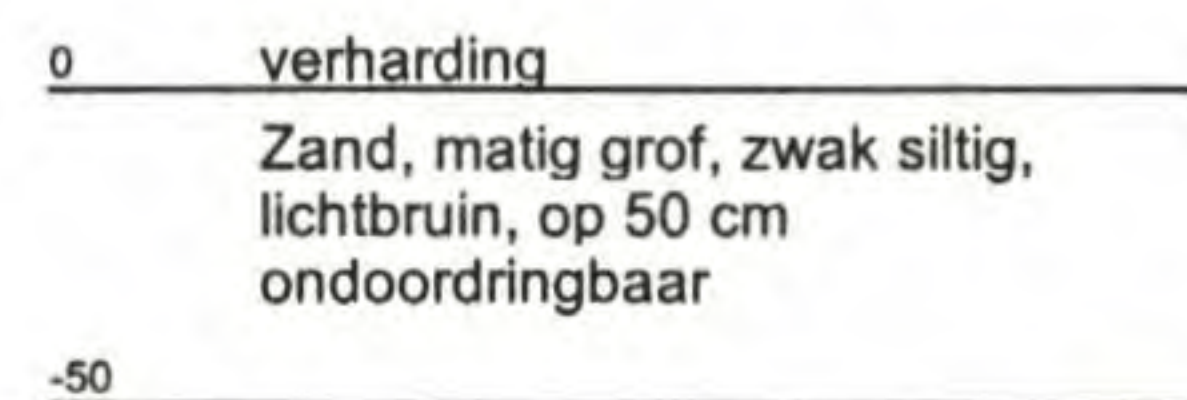 0 verharding
Zand, matig grof, zwak siltig,
lichtbruin, op 50 cm
ondoordringbaar
-50